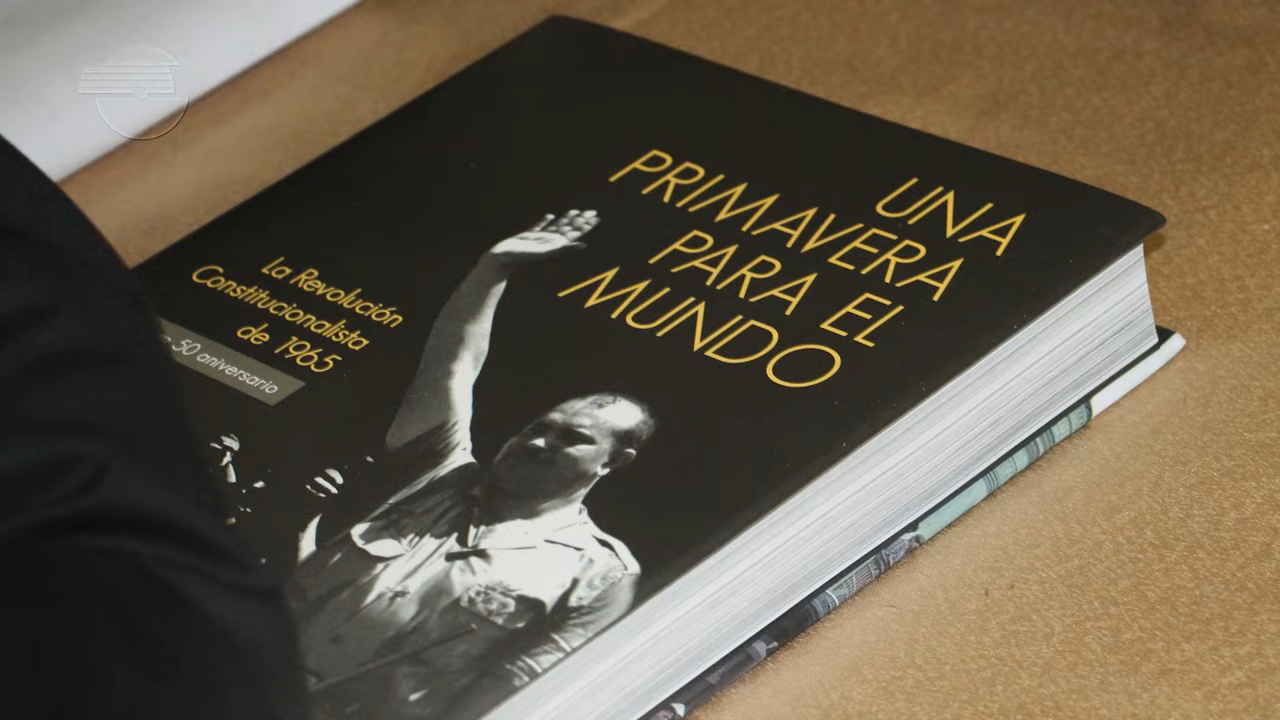 UNA
PRIMAVERA
PARA EL
MUNDO
La Revolución
Constitucionalista
de 1965
50 aniversario